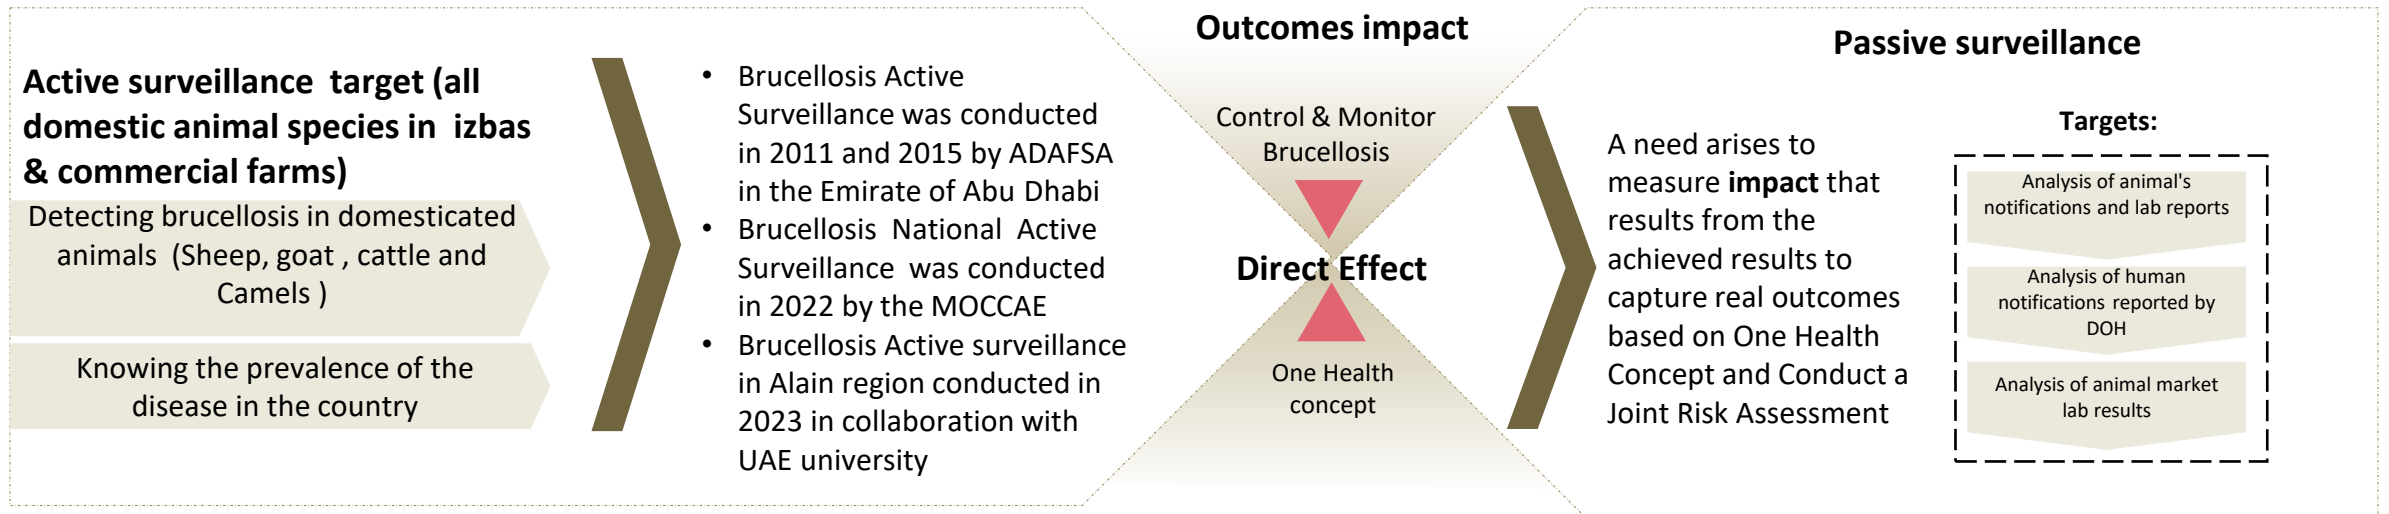 Active surveillance  target (all
domestic animal species in  izbas
& commercial farms)
Detecting brucellosis in domesticated
animals  (Sheep, goat , cattle and
Camels )
Knowing the prevalence of the
disease in the country
• Brucellosis Active
Surveillance was conducted
in 2011 and 2015 by ADAFSA
in the Emirate of Abu Dhabi
• Brucellosis  National  Active
Surveillance  was conducted
in 2022 by the MOCCAE
• Brucellosis Active surveillance
in Alain region conducted in
2023 in collaboration with
UAE university
Outcomes impact
Control & Monitor
Brucellosis
Direct Effect
One Health
concept
Passive surveillance
A need arises to
measure impact that
results from the
achieved results to
capture real outcomes
based on One Health
Concept and Conduct a
Joint Risk Assessment
Targets:
Analysis of animal's
notifications and lab reports
Analysis of human
notifications reported by
DOH
Analysis of animal market
lab results